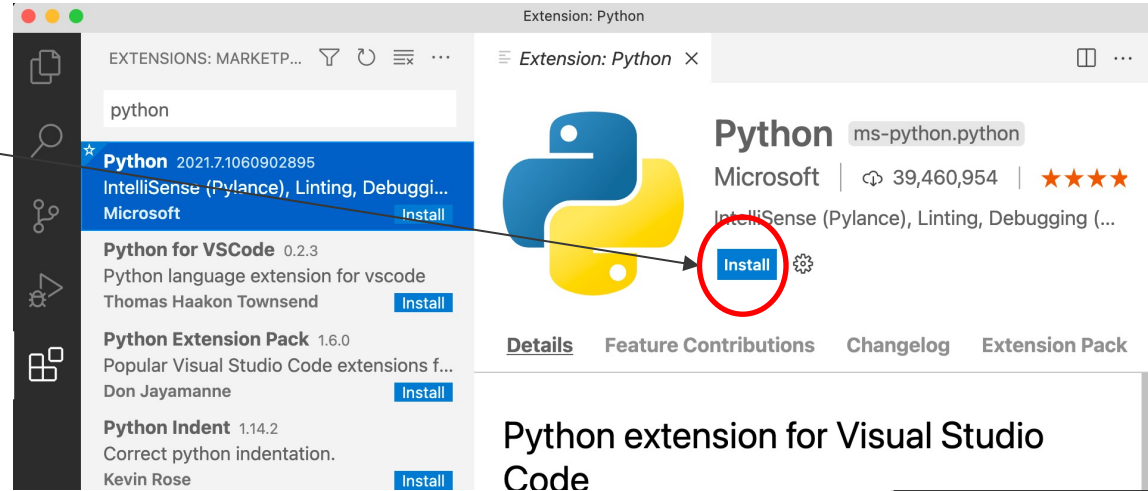 Extension: Python
EXTENSIONS: MARKETP...
python
Python 2021.7.1060902895
IntelliSense (Pylance), Linting, Debuggi...
Microsoft Install
Python for VSCode 0.2.3
Python language extension for vscode
Thomas Haakon Townsend Install
Python Extension Pack 1.6.0
Popular Visual Studio Code extensions f...
Don Jayamanne Install
Python Indent 1.14.2
Correct python indentation.
Kevin Rose Install
Extension: Python
Python ms-python.python
Microsoft 39,460,954
IntelliSense (Pylance), Linting, Debugging (...
Install
Details Feature Contributions Changelog Extension Pack
Python extension for Visual Studio
Code